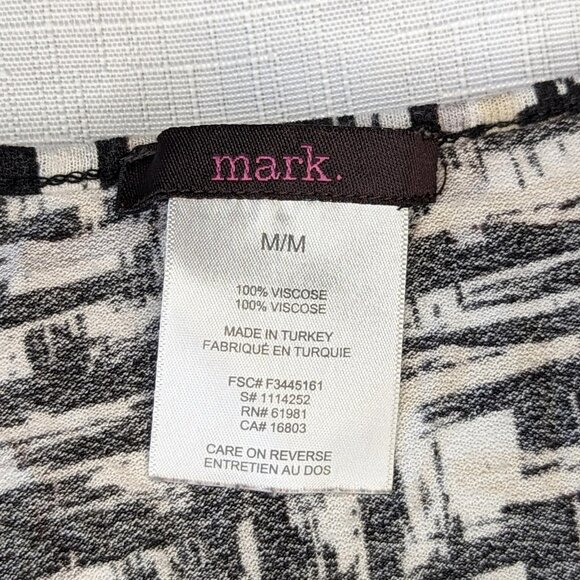 mark.
M/M
100% VISCOSE
100% VISCOSE
MADE IN TURKEY
FABRIQUÉ EN TURQUIE
FSC# F3445161
S# 1114252
RN# 61981
CA# 16803
CARE ON REVERSE
ENTRETIEN AU DOS